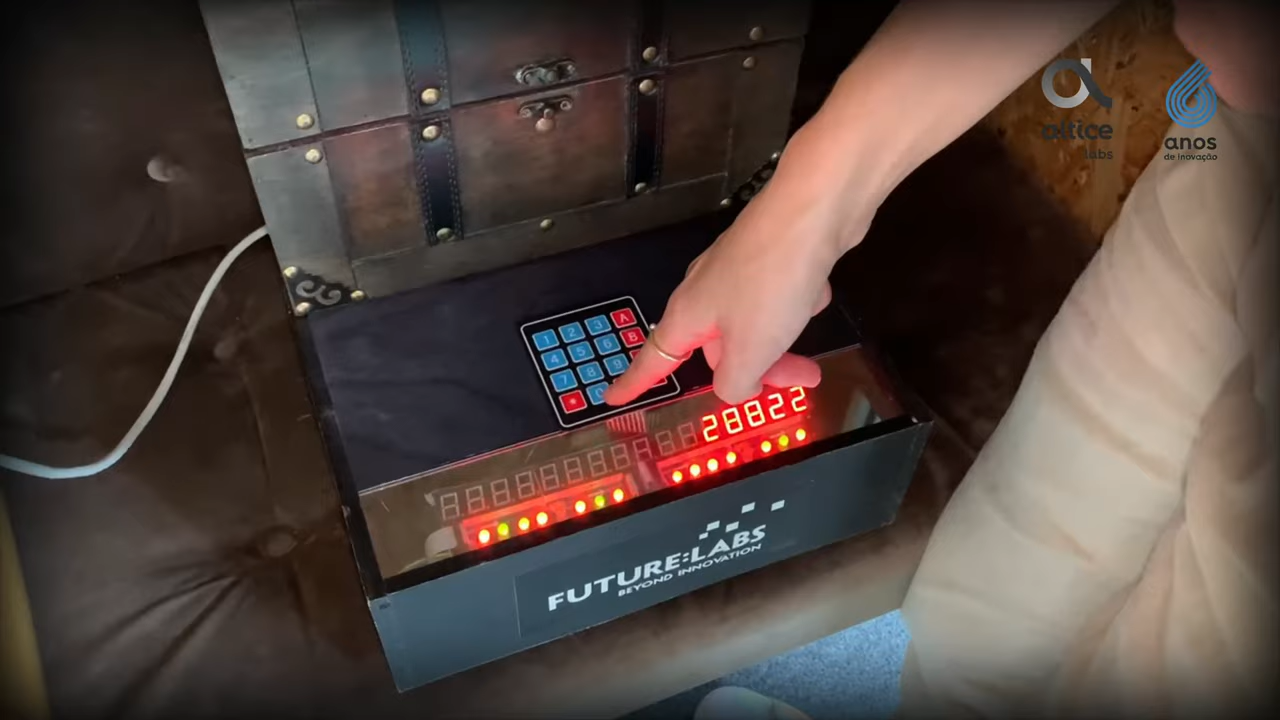 altice
labs
anos
de Inovação
1 2 3 A
4 5 6 B
7 8 9
* 0
28822
FUTURE:LABS
BEYOND INNOVATION